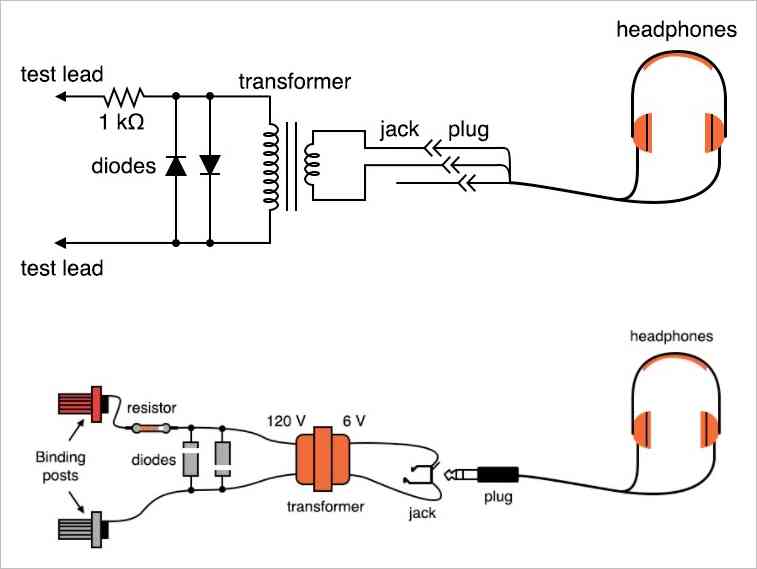 headphones
test lead
transformer
1 kΩ
jack
plug
diodes
test lead
headphones
resistor
120 V
6 V
Binding
posts
diodes
transformer
jack
plug